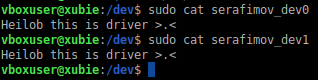 vboxuser@xubie:/dev$ sudo cat serafimov_dev0
Heilob this is driver >.<
vboxuser@xubie:/dev$ sudo cat serafimov_dev1
Heilob this is driver >.<
vboxuser@xubie:/dev$